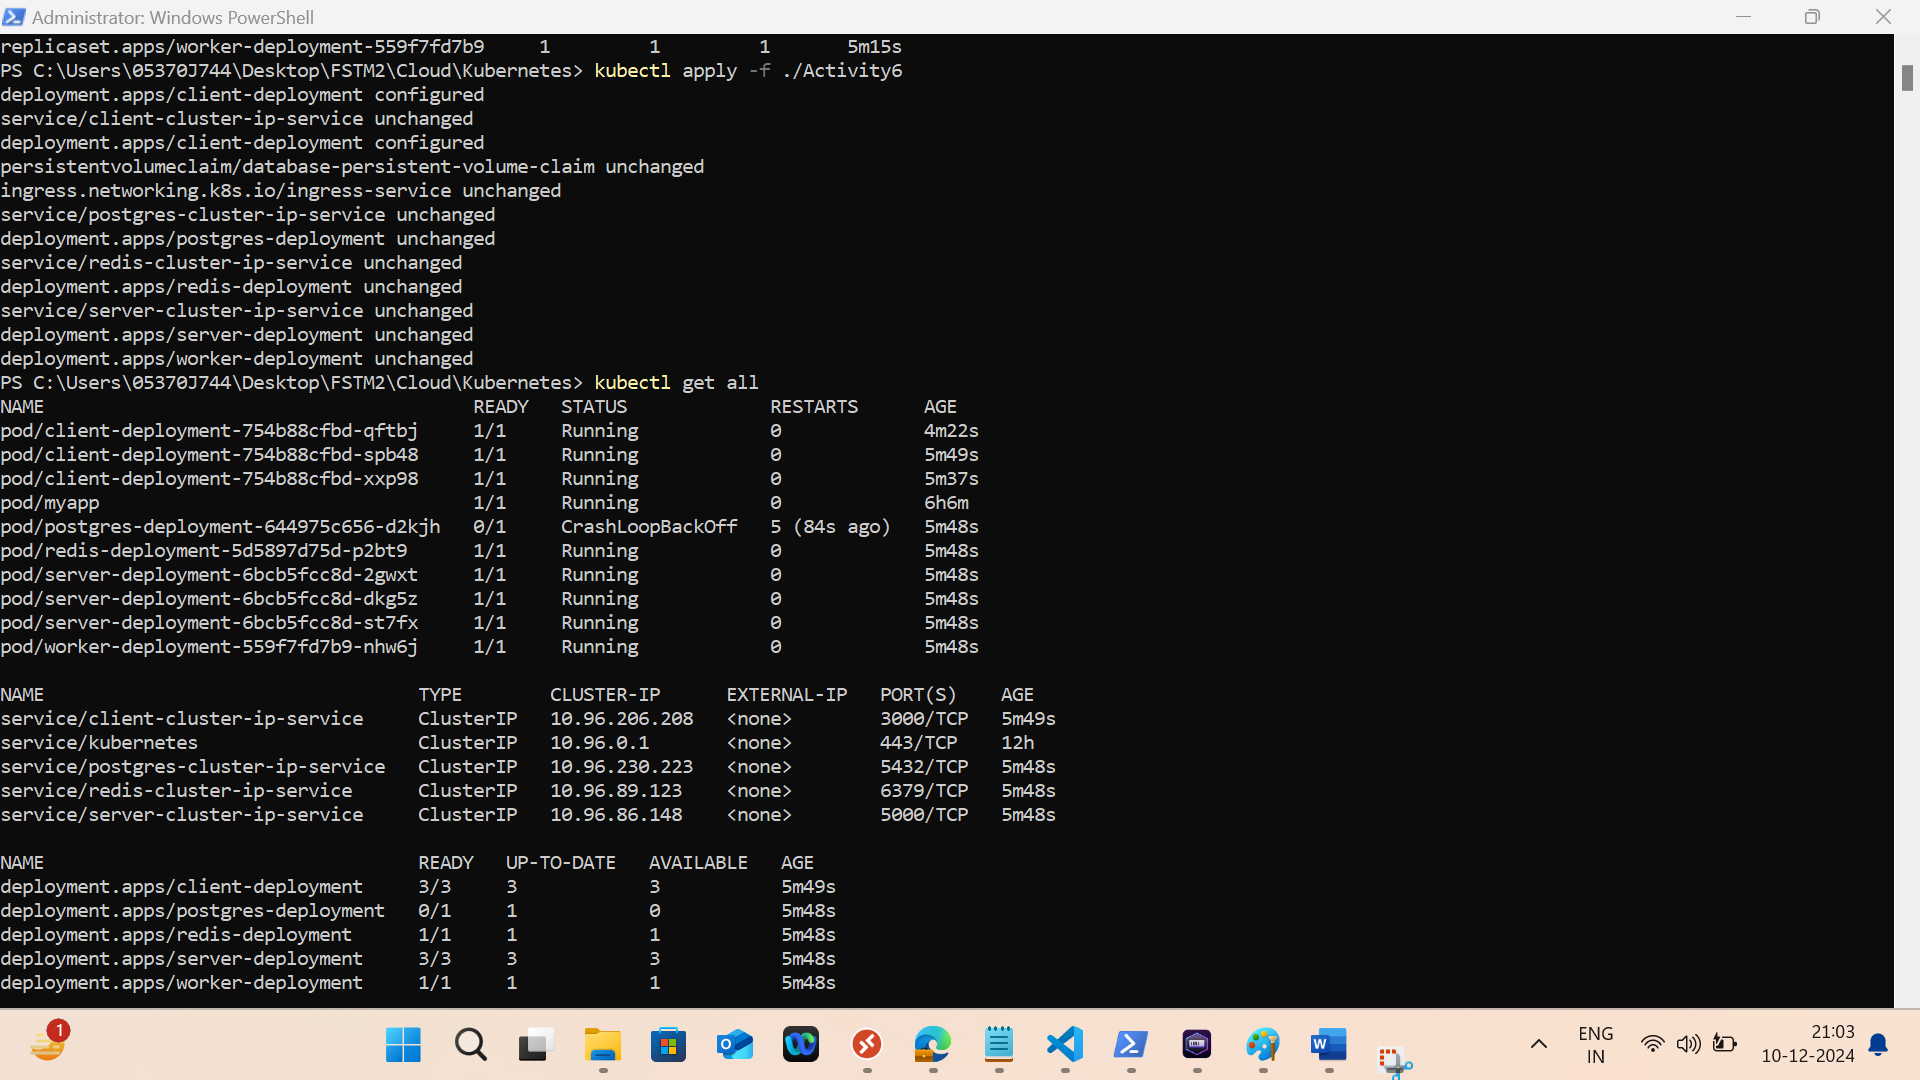 Administrator: Windows PowerShell
replicaset.apps/worker-deployment-559f7fd7b9     1         1         1       5m15s
PS C:\Users\05370J744\Desktop\FSTM2\Cloud\Kubernetes> kubectl apply -f ./Activity6
deployment.apps/client-deployment configured
service/client-cluster-ip-service unchanged
deployment.apps/client-deployment configured
persistentvolumeclaim/database-persistent-volume-claim unchanged
ingress.networking.k8s.io/ingress-service unchanged
service/postgres-cluster-ip-service unchanged
deployment.apps/postgres-deployment unchanged
service/redis-cluster-ip-service unchanged
deployment.apps/redis-deployment unchanged
service/server-cluster-ip-service unchanged
deployment.apps/server-deployment unchanged
deployment.apps/worker-deployment unchanged
PS C:\Users\05370J744\Desktop\FSTM2\Cloud\Kubernetes> kubectl get all
NAME                                       READY   STATUS             RESTARTS      AGE
pod/client-deployment-754b88cfbd-qftbj     1/1     Running            0             4m22s
pod/client-deployment-754b88cfbd-spb48     1/1     Running            0             5m49s
pod/client-deployment-754b88cfbd-xxp98     1/1     Running            0             5m37s
pod/myapp                                  1/1     Running            0             6h6m
pod/postgres-deployment-644975c656-d2kjh   0/1     CrashLoopBackOff   5 (84s ago)   5m48s
pod/redis-deployment-5d5897d75d-p2bt9      1/1     Running            0             5m48s
pod/server-deployment-6bcb5fcc8d-2gwxt     1/1     Running            0             5m48s
pod/server-deployment-6bcb5fcc8d-dkg5z     1/1     Running            0             5m48s
pod/server-deployment-6bcb5fcc8d-st7fx     1/1     Running            0             5m48s
pod/worker-deployment-559f7fd7b9-nhw6j     1/1     Running            0             5m48s
NAME                                  TYPE        CLUSTER-IP      EXTERNAL-IP   PORT(S)    AGE
service/client-cluster-ip-service     ClusterIP   10.96.206.208   <none>        3000/TCP   5m49s
service/kubernetes                    ClusterIP   10.96.0.1       <none>        443/TCP    12h
service/postgres-cluster-ip-service   ClusterIP   10.96.230.223   <none>        5432/TCP   5m48s
service/redis-cluster-ip-service      ClusterIP   10.96.89.123    <none>        6379/TCP   5m48s
service/server-cluster-ip-service     ClusterIP   10.96.86.148    <none>        5000/TCP   5m48s
NAME                                  READY   UP-TO-DATE   AVAILABLE   AGE
deployment.apps/client-deployment     3/3     3            3           5m49s
deployment.apps/postgres-deployment   0/1     1            0           5m48s
deployment.apps/redis-deployment      1/1     1            1           5m48s
deployment.apps/server-deployment     3/3     3            3           5m48s
deployment.apps/worker-deployment     1/1     1            1           5m48s
1
ENG
IN
21:03
10-12-2024